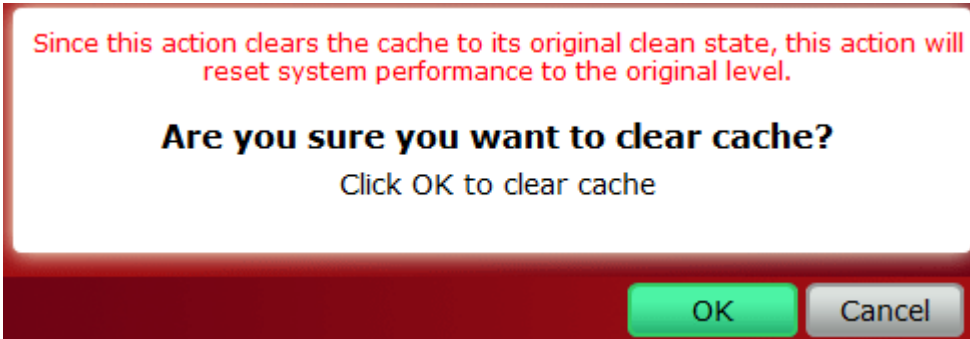 Since this action clears the cache to its original clean state, this action will
reset system performance to the original level.
Are you sure you want to clear cache?
Click OK to clear cache
OK
Cancel